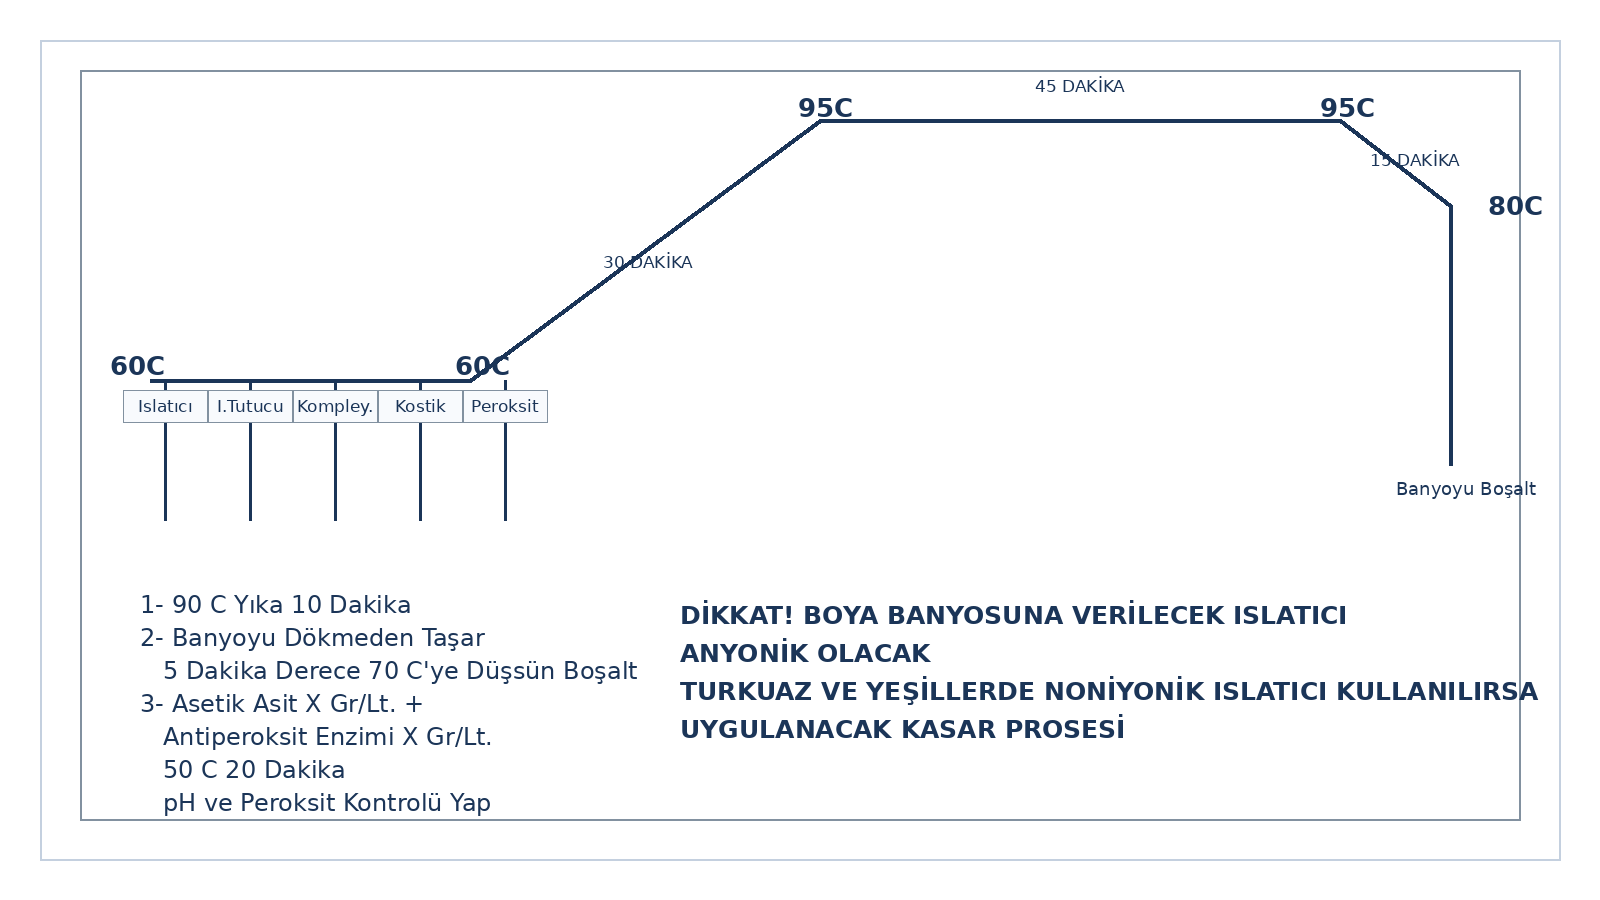 45 DAKİKA
95C
95C
15 DAKİKA
80C
30 DAKİKA
60C
60C
Islatıcı
I.Tutucu
Kompley.
Kostik
Peroksit
Banyoyu Boşalt
1- 90 C Yıka 10 Dakika
2- Banyoyu Dökmeden Taşar
5 Dakika Derece 70 C'ye Düşsün Boşalt
3- Asetik Asit X Gr/Lt. +
Antiperoksit Enzimi X Gr/Lt.
50 C 20 Dakika
pH ve Peroksit Kontrolü Yap
DİKKAT! BOYA BANYOSUNA VERİLECEK ISLATICI
ANYONİK OLACAK
TURKUAZ VE YEŞİLLERDE NONİYONİK ISLATICI KULLANILIRSA
UYGULANACAK KASAR PROSESİ